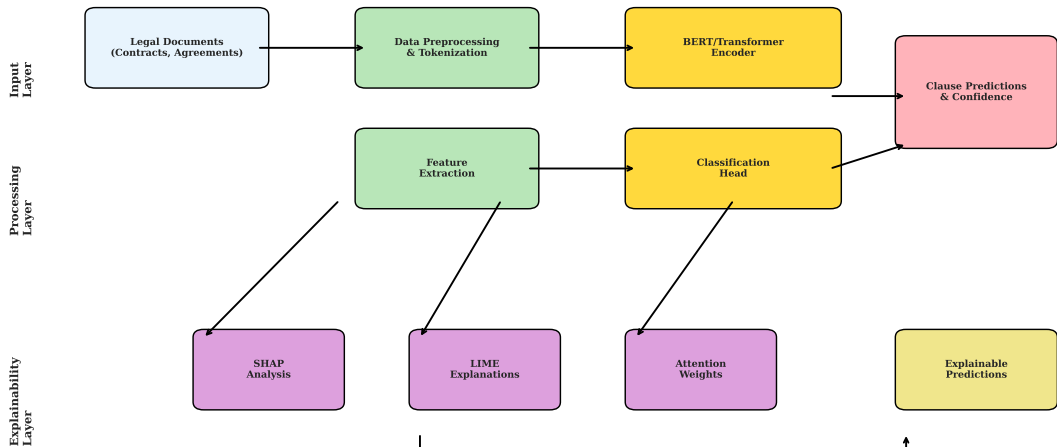 Input
Layer
Legal Documents
(Contracts, Agreements)
Data Preprocessing
& Tokenization
BERT/Transformer
Encoder
Clause Predictions
& Confidence
Processing
Layer
Feature
Extraction
Classification
Head
Explainability
Layer
SHAP
Analysis
LIME
Explanations
Attention
Weights
Explainable
Predictions